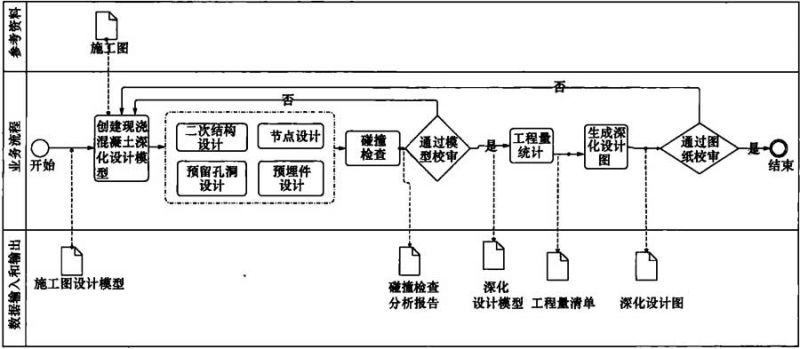 参考资料
施工图
业务流程
开始
创建现浇
混凝土深
化设计模
型
二次结构
设计
节点设计
预留孔洞
设计
预埋件
设计
碰撞
检查
通过模
型校审
否
是
工程量
统计
生成深
化设计
图
通过图
纸校审
否
是
结束
数据输入和输出
施工图设计模型
碰撞检查
分析报告
深化
设计模型
工程量清单
深化设计图